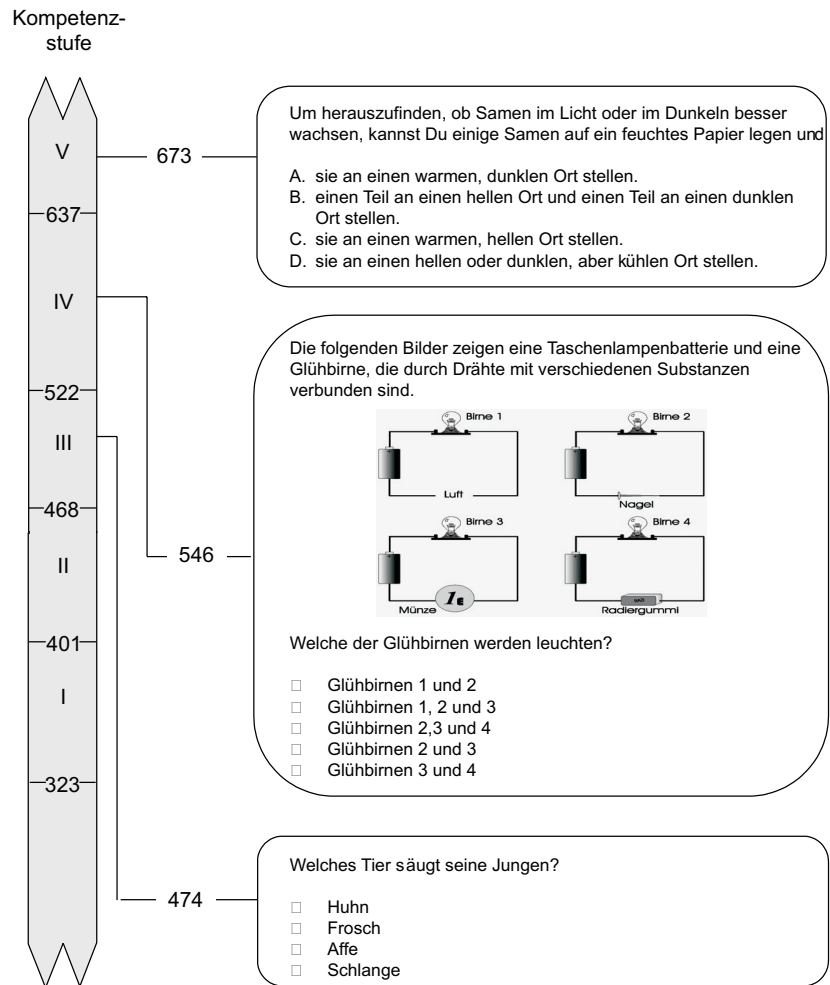 Kompetenz-
stufe
V
637
IV
522
III
468
II
401
I
323
673
Um herauszufinden, ob Samen im Licht oder im Dunkeln besser
wachsen, kannst Du einige Samen auf ein feuchtes Papier legen und
A. sie an einen warmen, dunklen Ort stellen.
B. einen Teil an einen hellen Ort und einen Teil an einen dunklen
Ort stellen.
C. sie an einen warmen, hellen Ort stellen.
D. sie an einen hellen oder dunklen, aber kühlen Ort stellen.
546
Die folgenden Bilder zeigen eine Taschenlampenbatterie und eine
Glühbirne, die durch Drähte mit verschiedenen Substanzen
verbunden sind.
Birne 1
Luft
Birne 2
Nagel
Birne 3
Münze
1E
Birne 4
Radiergummi
Welche der Glühbirnen werden leuchten?
Glühbirnen 1 und 2
Glühbirnen 1, 2 und 3
Glühbirnen 2,3 und 4
Glühbirnen 2 und 3
Glühbirnen 3 und 4
474
Welches Tier säugt seine Jungen?
Huhn
Frosch
Affe
Schlange